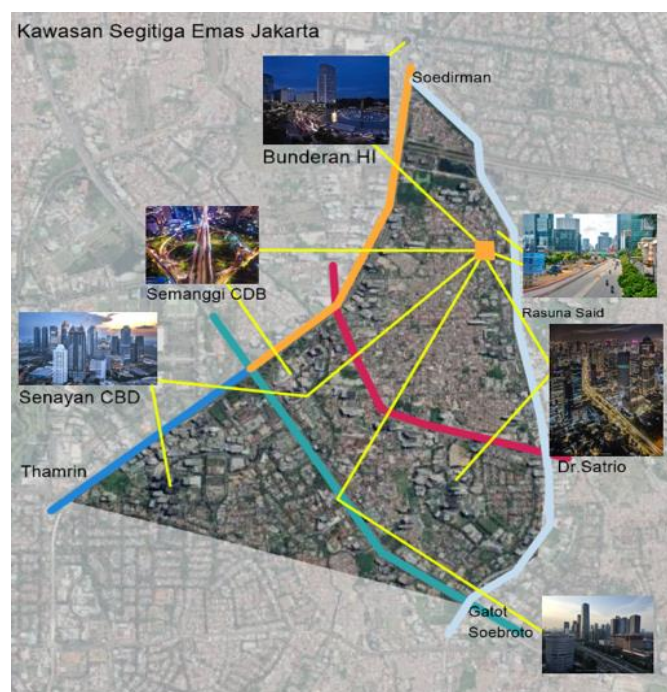 Kawasan Segitiga Emas Jakarta
Soedirman
Bunderan HI
Semanggi CDB
Rasuna Said
Senayan CBD
Thamrin
Dr.Satrio
Gatot
Soebroto